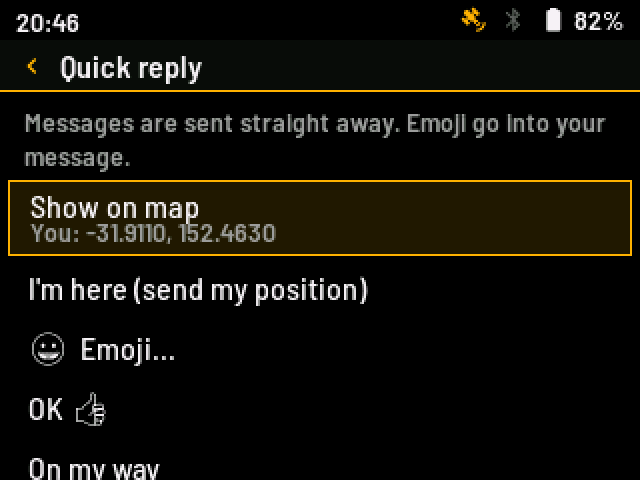 20:46
82%
Quick reply
Messages are sent straight away. Emoji go into your
message.
Show on map
You: -31.9110, 152.4630
I'm here (send my position)
Emoji...
OK 👍
On my way